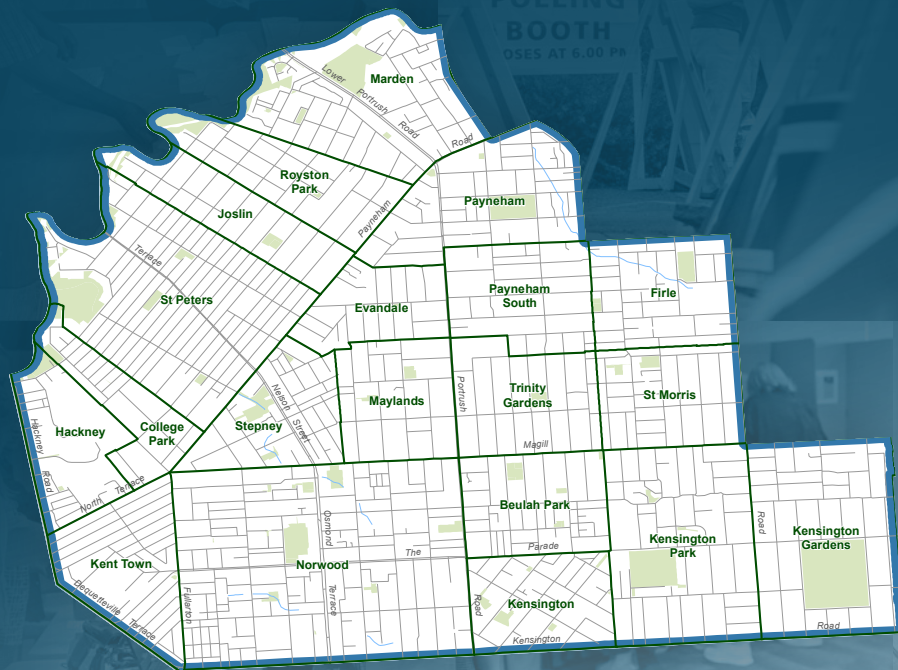 POLLING
BOOTH
OSES AT 6.00 PM
Marden
Lower
Portrush
Road
Road
Royston
Park
Payneham
Joslin
Payneham
Terrace
St Peters
Evandale
Payneham
South
Firle
Nelson
Street
Portrush
Maylands
Trinity
Gardens
St Morris
Hackney
Road
Hackney
College
Park
Stepney
Magill
North
Terrace
Beulah Park
Osmond
Terrace
The
Parade
Road
Kensington
Park
Kensington
Gardens
Kent Town
Norwood
Dequetteville
Terrace
Fullarton
Road
Kensington
Kensington
Road